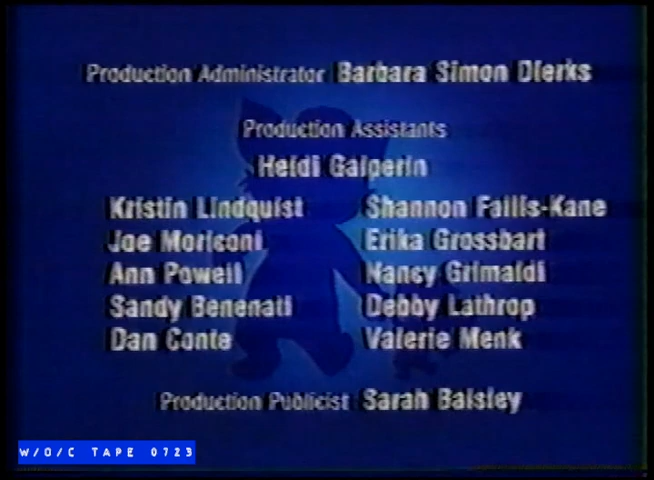 Production Administrator Barbara Simon Dierks
Production Assistants
Heidi Galperin
Kristin Lindquist Shannon Fallis-Kane
Joe Moriconi Erika Grossbart
Ann Powell Nancy Grimaldi
Sandy Benenati Debby Lathrop
Dan Conte Valerie Menk
Production Publicist Sarah Baisley
W/O/C TAPE 0723